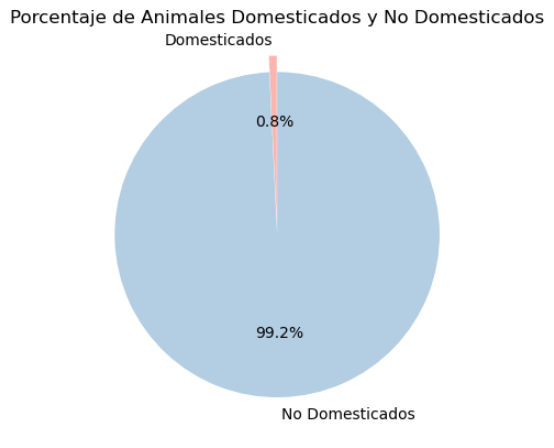 Porcentaje de Animales Domesticados y No Domesticados
Domesticados
0.8%
99.2%
No Domesticados